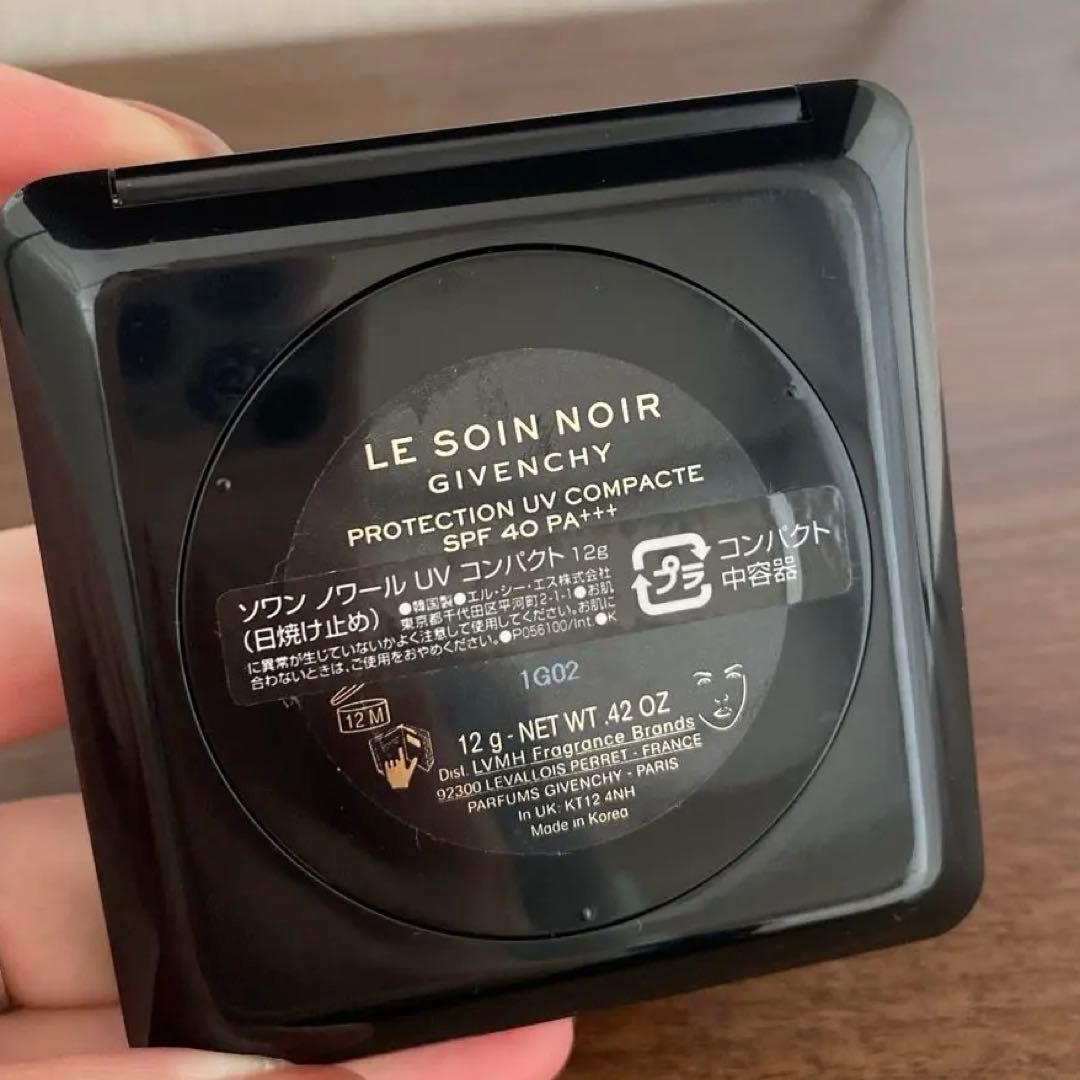 LE SOIN NOIR
GIVENCHY
PROTECTION UV COMPACTE
SPF 40 PA+++
ソワン ノワール UV コンパクト 12g
(日焼け止め)
●韓国製●エル・シー・エス株式会社
東京都千代田区平河町2-1-1●お肌
に異常が生じていないかよく注意して使用してください。お肌に
合わないときは、ご使用をおやめください。●P056100/Int.●K
プラ
コンパクト
中容器
1G02
12 M
12 g - NET WT .42 OZ
Dist. LVMH Fragrance Brands
92300 LEVALLOIS PERRET - FRANCE
PARFUMS GIVENCHY - PARIS
In UK: KT12 4NH
Made in Korea